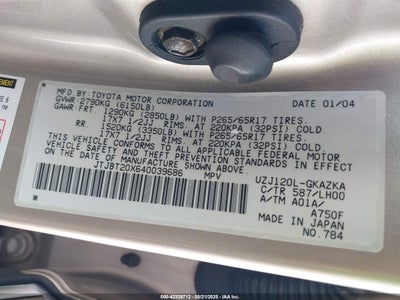 MFD.BY: TOYOTA MOTOR CORPORATION DATE 01/04
GVWR 2790KG (6150LB)
GAWR FRT 1290KG (2850LB) WITH P265/65R17 TIRES.
17X7 1/2JJ RIMS. AT 220KPA (32PSI) COLD.
RR. 1520KG (3350LB) WITH P265/65R17 TIRES.
17X7 1/2JJ RIMS. AT 220KPA (32PSI) COLD.
THIS VEHICLE CONFORMS TO ALL APPLICABLE FEDERAL MOTOR
VEHICLE SAFETY AND THEFT PREVENTION STANDARDS IN EFFECT
ON THE DATE OF MANUFACTURE SHOWN ABOVE.
JTJBT20X640039686 UZJ120L-GKAZKA
MPV C/TR 587/LH00
A/TM A01A/ A750F
MADE IN JAPAN
NO.784
00-42328713 - 05/21/2025 - IAAI